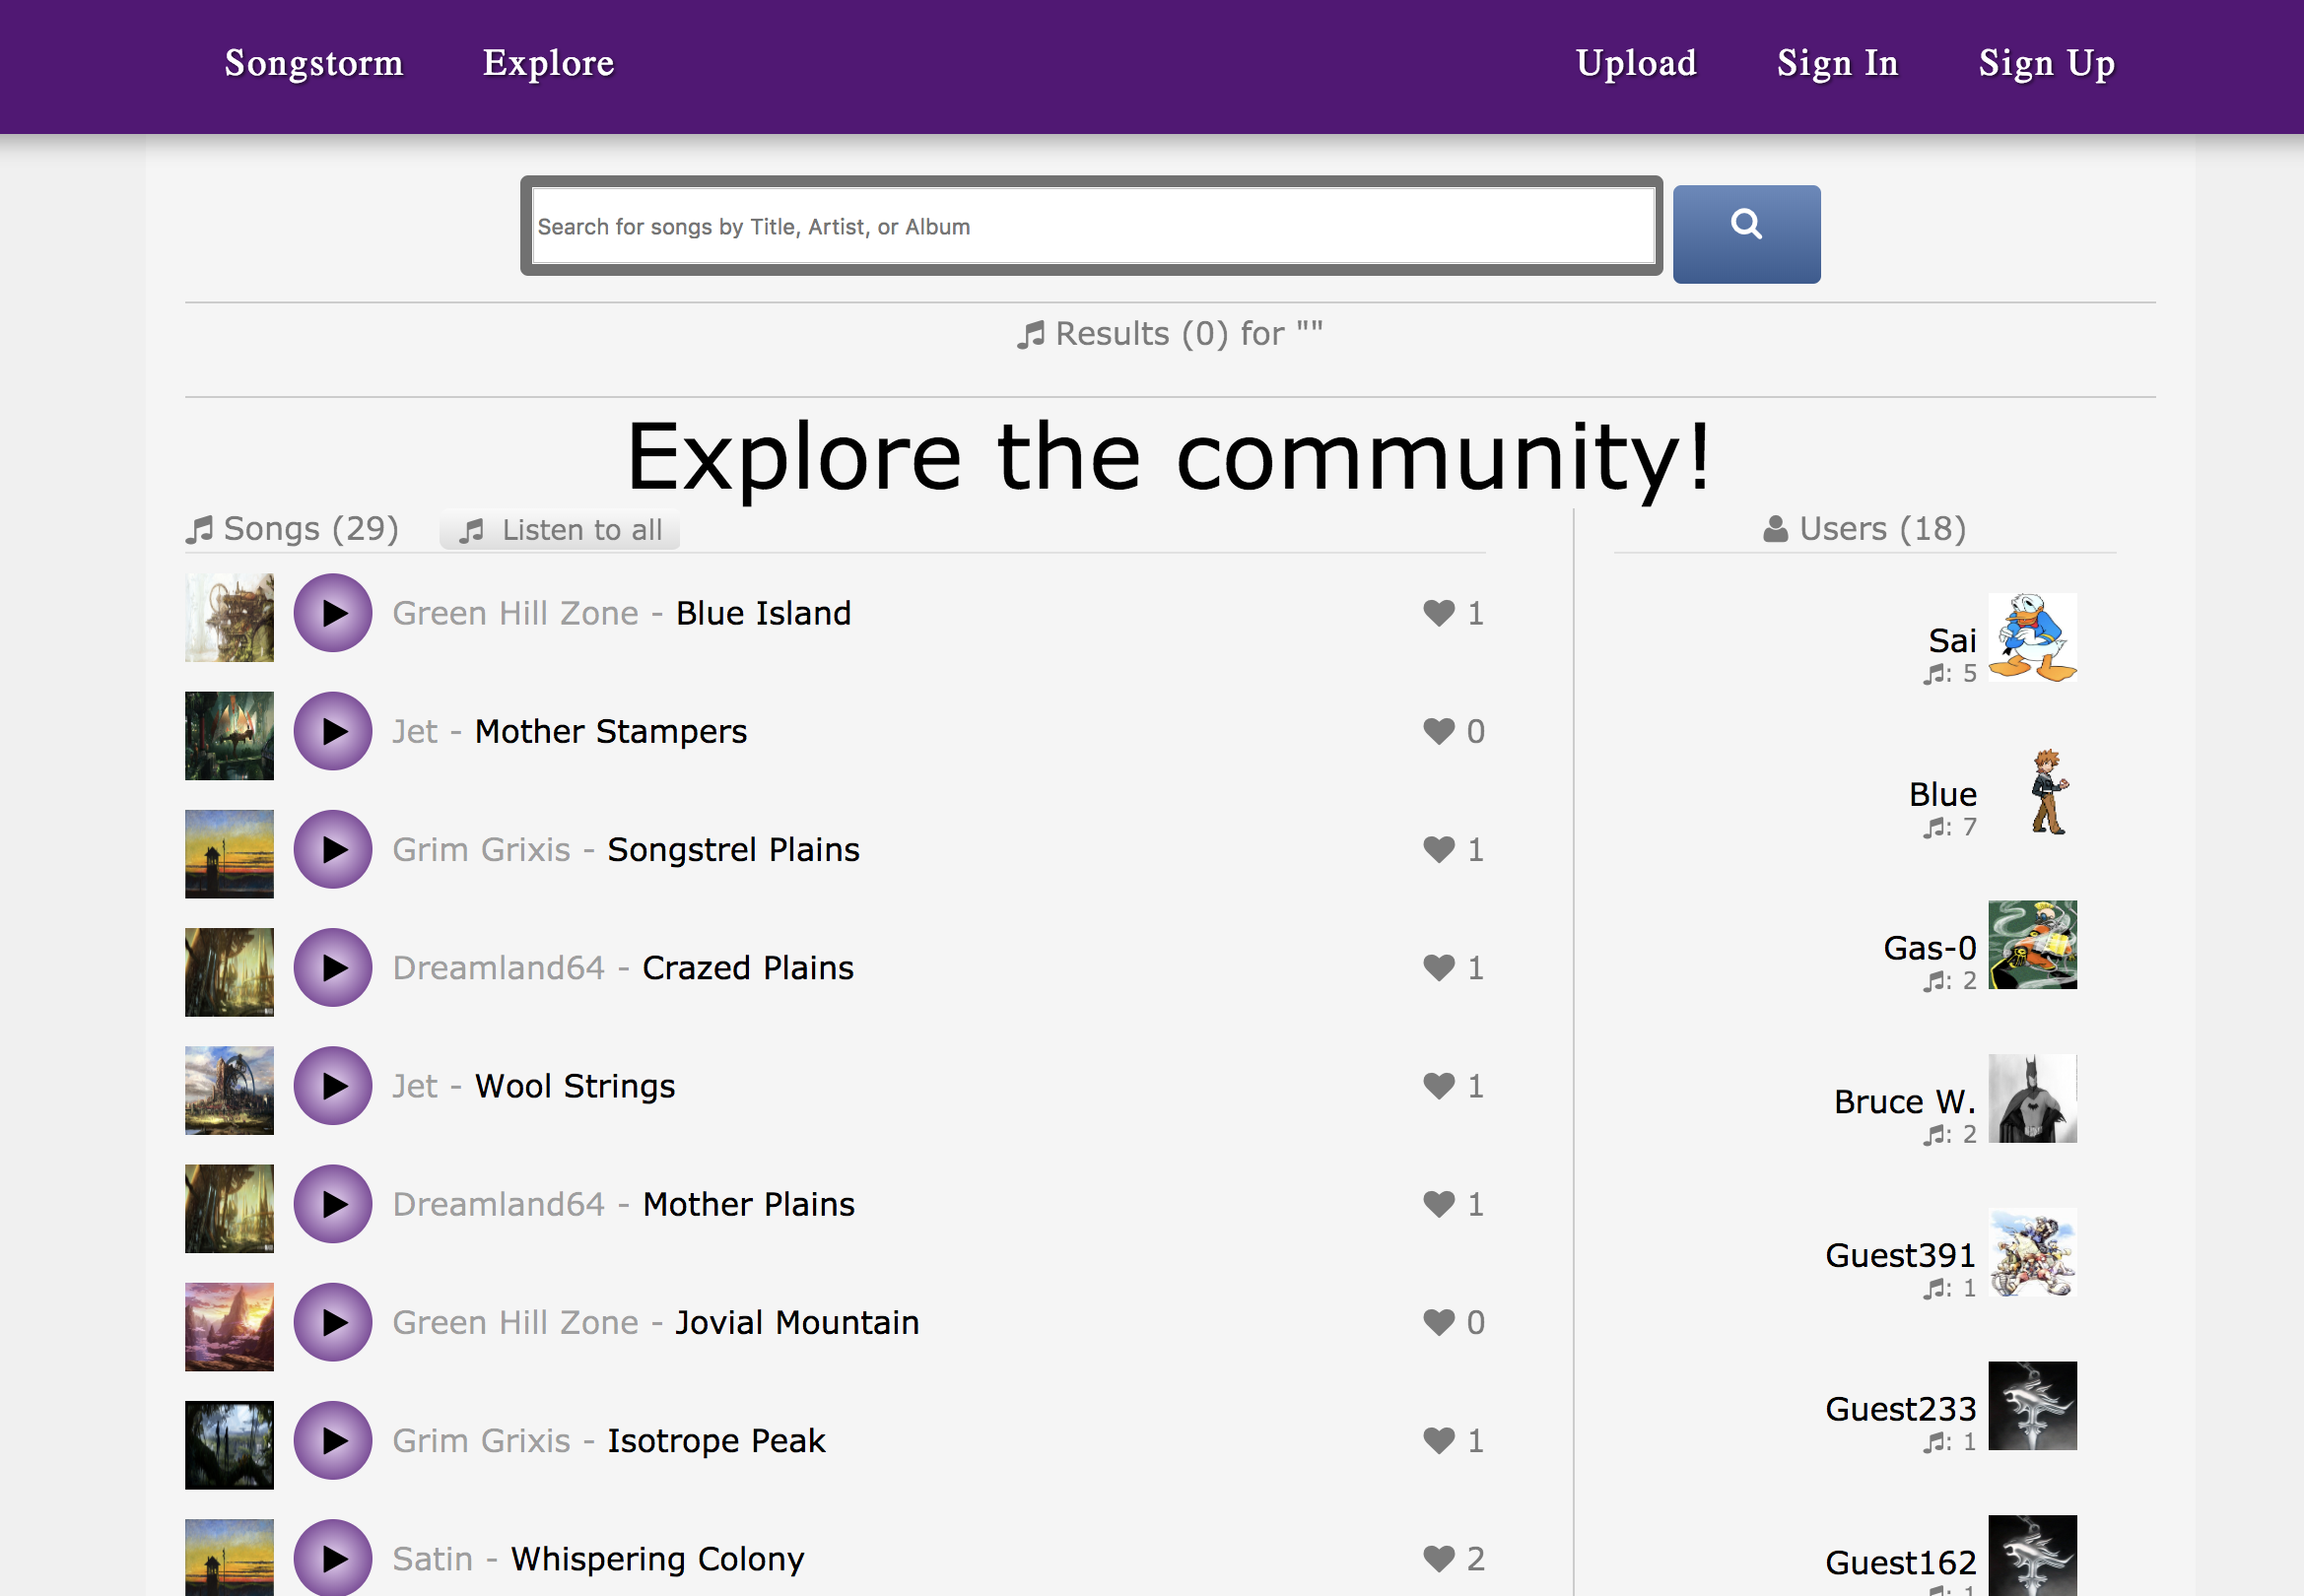 Songstorm Explore Upload Sign In Sign Up
Search for songs by Title, Artist, or Album
Results (0) for ""
Explore the community!
Songs (29) Listen to all
Green Hill Zone - Blue Island 1
Jet - Mother Stampers 0
Grim Grixis - Songstrel Plains 1
Dreamland64 - Crazed Plains 1
Jet - Wool Strings 1
Dreamland64 - Mother Plains 1
Green Hill Zone - Jovial Mountain 0
Grim Grixis - Isotrope Peak 1
Satin - Whispering Colony 2
Users (18)
Sai
: 5
Blue
: 7
Gas-0
: 2
Bruce W.
: 2
Guest391
: 1
Guest233
: 1
Guest162
: 1